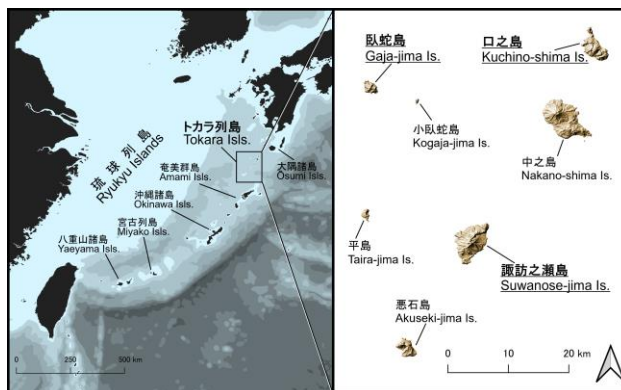 トカラ列島
Tokara Isls.
琉球列島
Ryukyu Islands
奄美群島
Amami Isls.
大隅諸島
Osumi Isls.
沖縄諸島
Okinawa Isls.
宮古列島
Miyako Isls.
八重山諸島
Yaeyama Isls.
0
250
500 km
臥蛇島
Gaja-jima Is.
口之島
Kuchino-shima Is.
小臥蛇島
Kogaja-jima Is.
中之島
Nakano-shima Is.
平島
Taira-jima Is.
諏訪之瀬島
Suwanose-jima Is.
悪石島
Akuseki-jima Is.
0
10
20 km